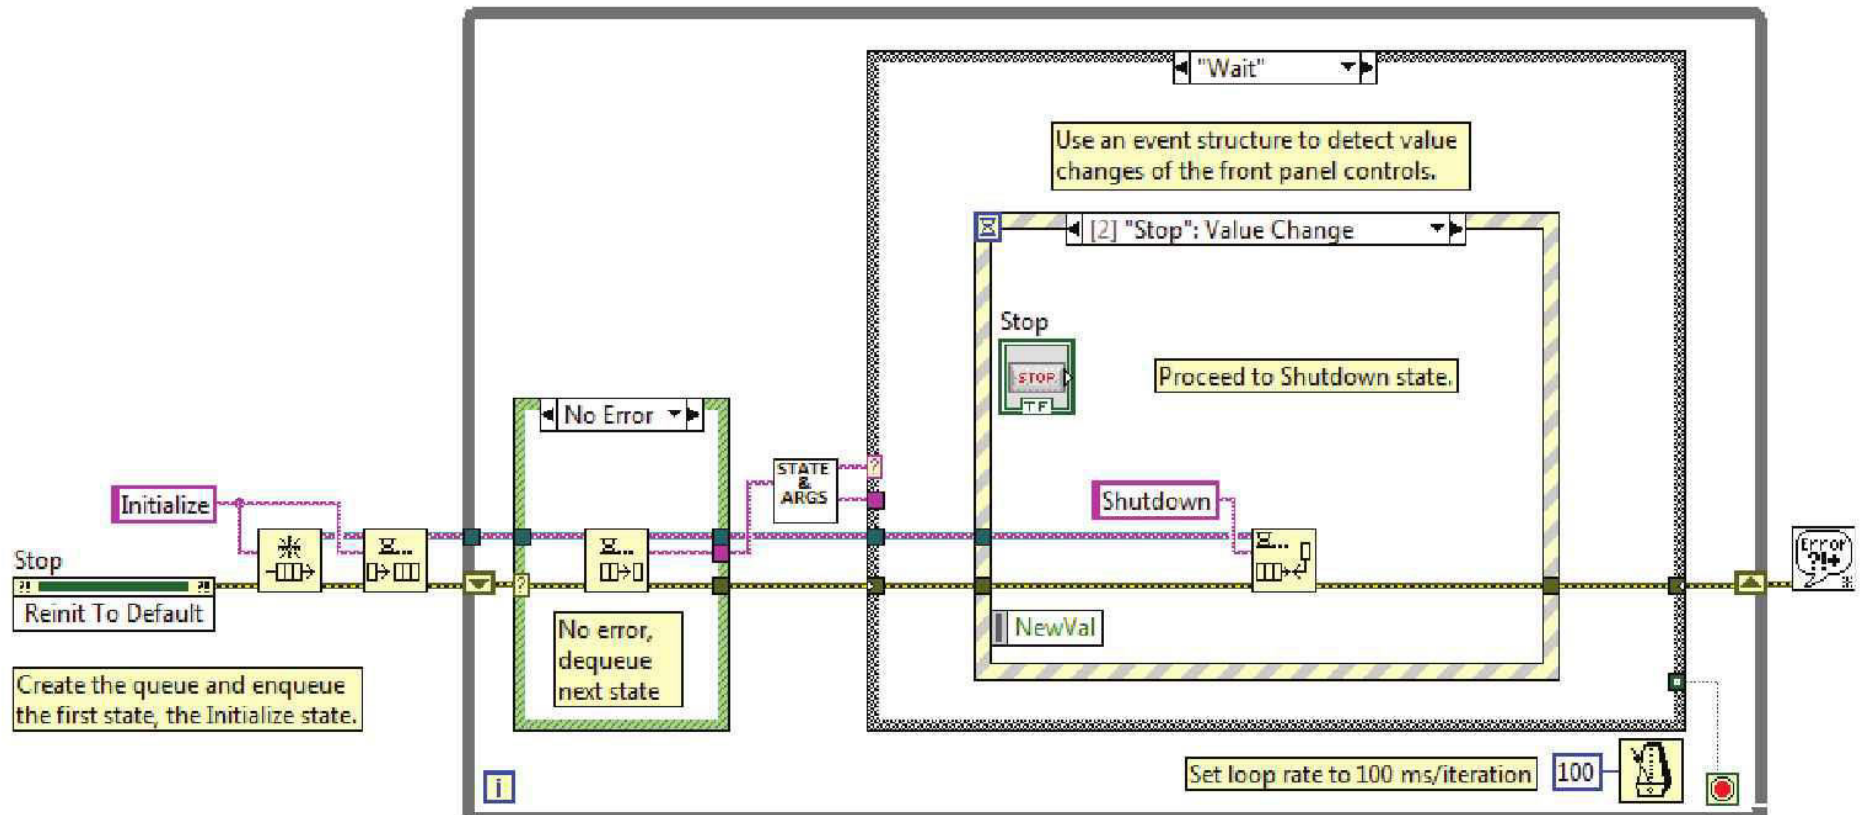 "Wait"
Use an event structure to detect value
changes of the front panel controls.
[2] "Stop": Value Change
Stop
STOP
TF
Proceed to Shutdown state.
No Error
STATE
&
ARGS
Initialize
Shutdown
Stop
?!
?!
Reinit To Default
?
?
Error
?!+
No error,
dequeue
next state
NewVal
Create the queue and enqueue
the first state, the Initialize state.
Set loop rate to 100 ms/iteration
100
i